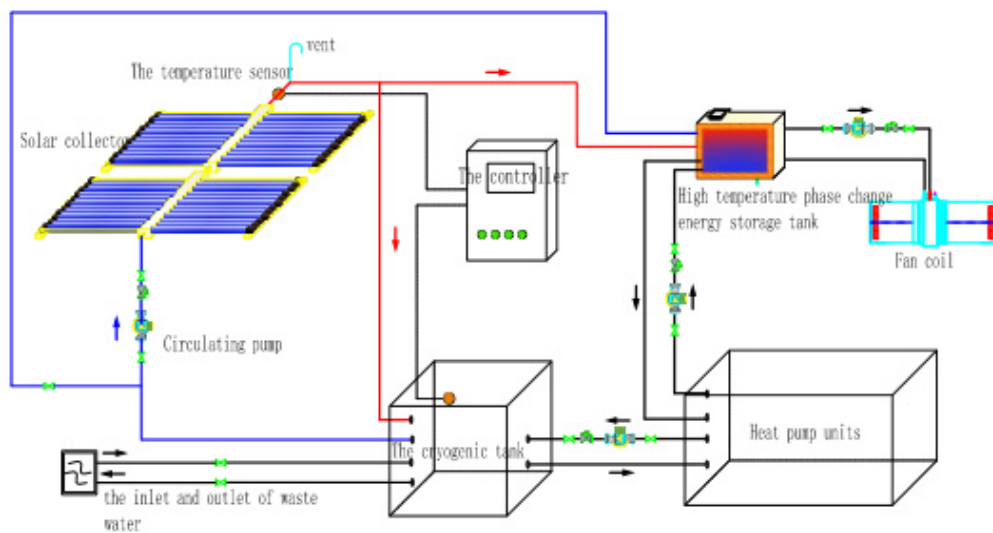 vent
The temperature sensor
Solar collector
The controller
High temperature phase change
energy storage tank
Fan coil
Circulating pump
The cryogenic tank
Heat pump units
the inlet and outlet of waste
water